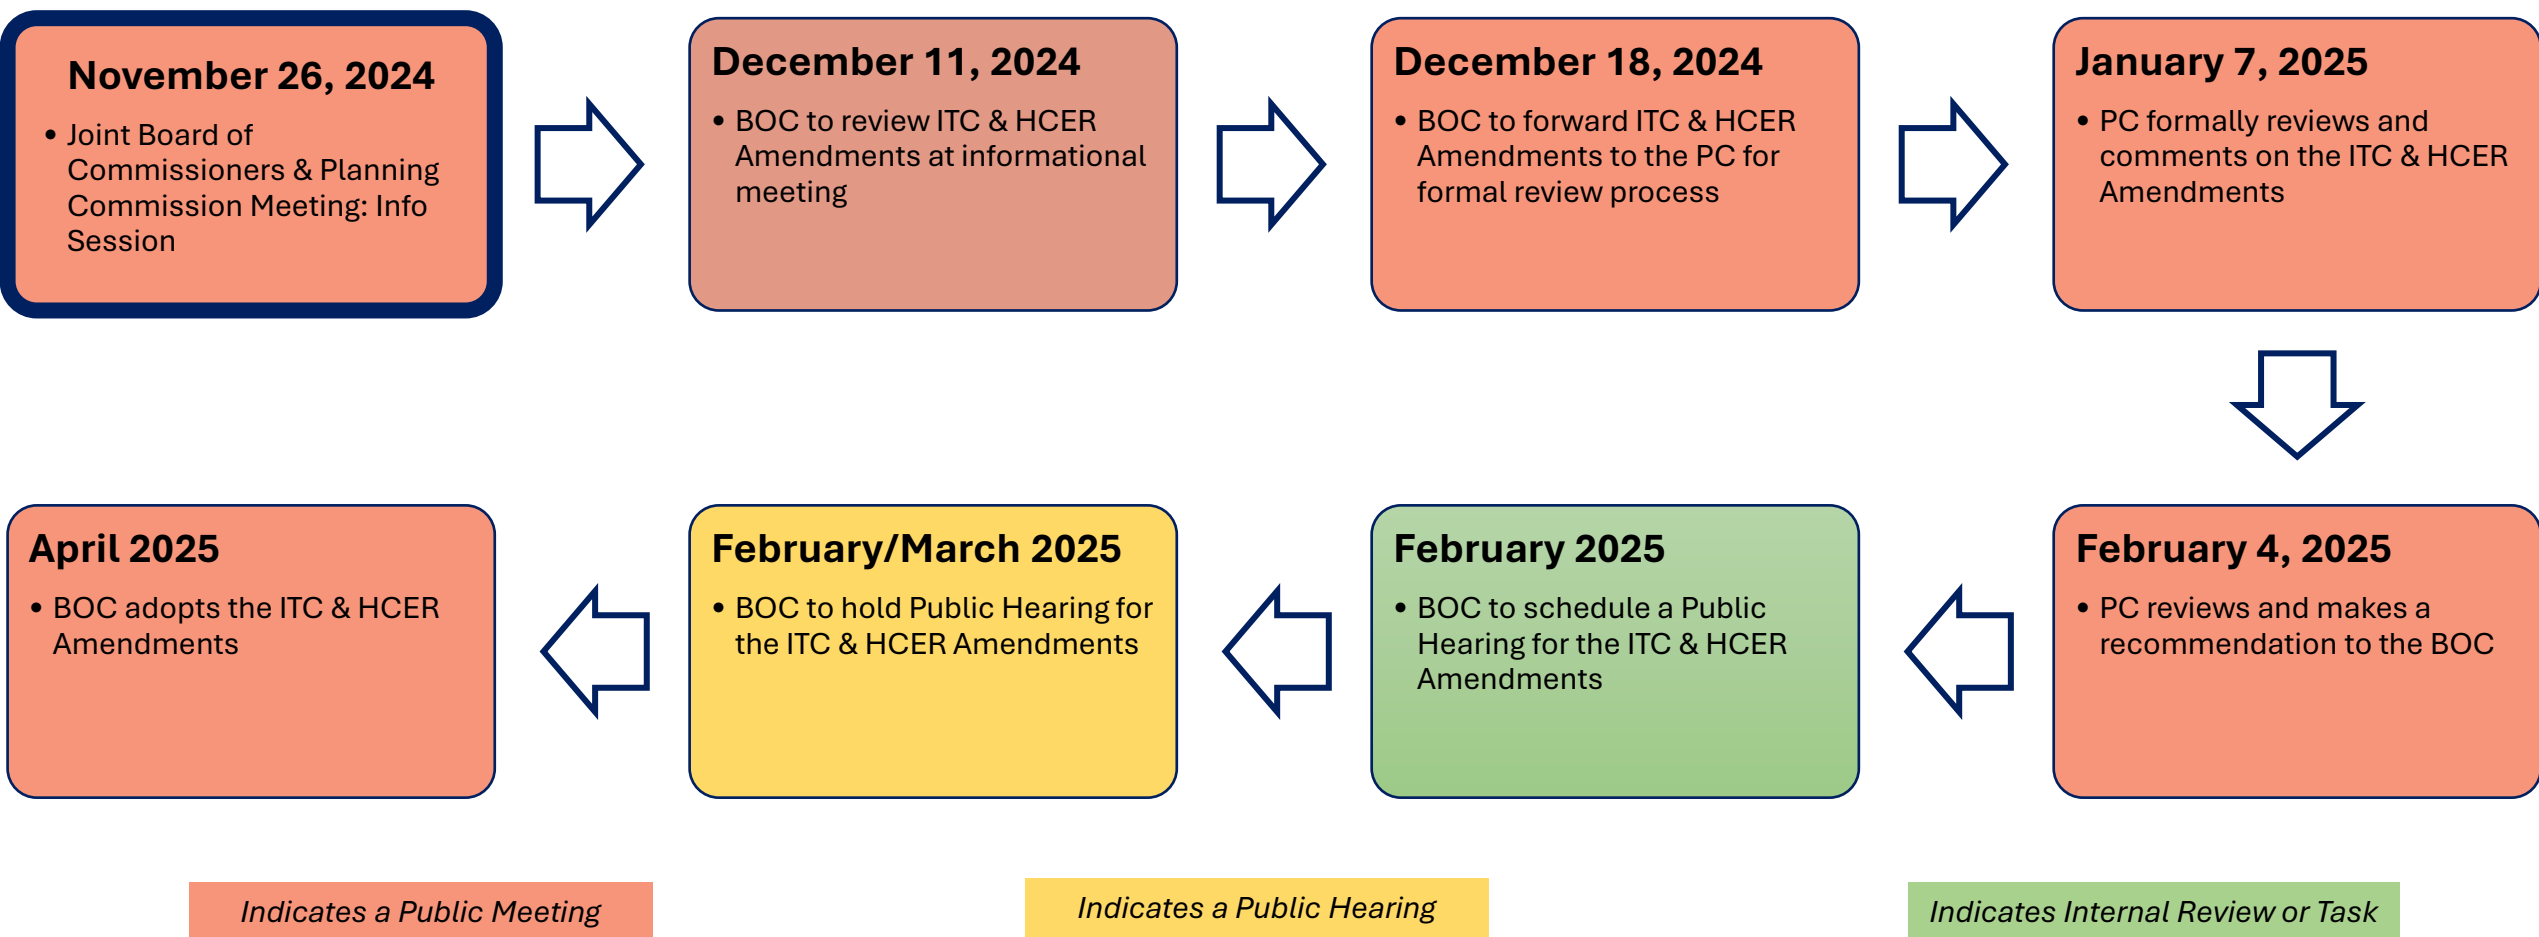 November 26, 2024
• Joint Board of
Commissioners & Planning
Commission Meeting: Info
Session
December 11, 2024
• BOC to review ITC & HCER
Amendments at informational
meeting
December 18, 2024
• BOC to forward ITC & HCER
Amendments to the PC for
formal review process
January 7, 2025
• PC formally reviews and
comments on the ITC & HCER
Amendments
February 4, 2025
• PC reviews and makes a
recommendation to the BOC
February 2025
• BOC to schedule a Public
Hearing for the ITC & HCER
Amendments
February/March 2025
• BOC to hold Public Hearing for
the ITC & HCER Amendments
April 2025
• BOC adopts the ITC & HCER
Amendments
Indicates a Public Meeting
Indicates a Public Hearing
Indicates Internal Review or Task